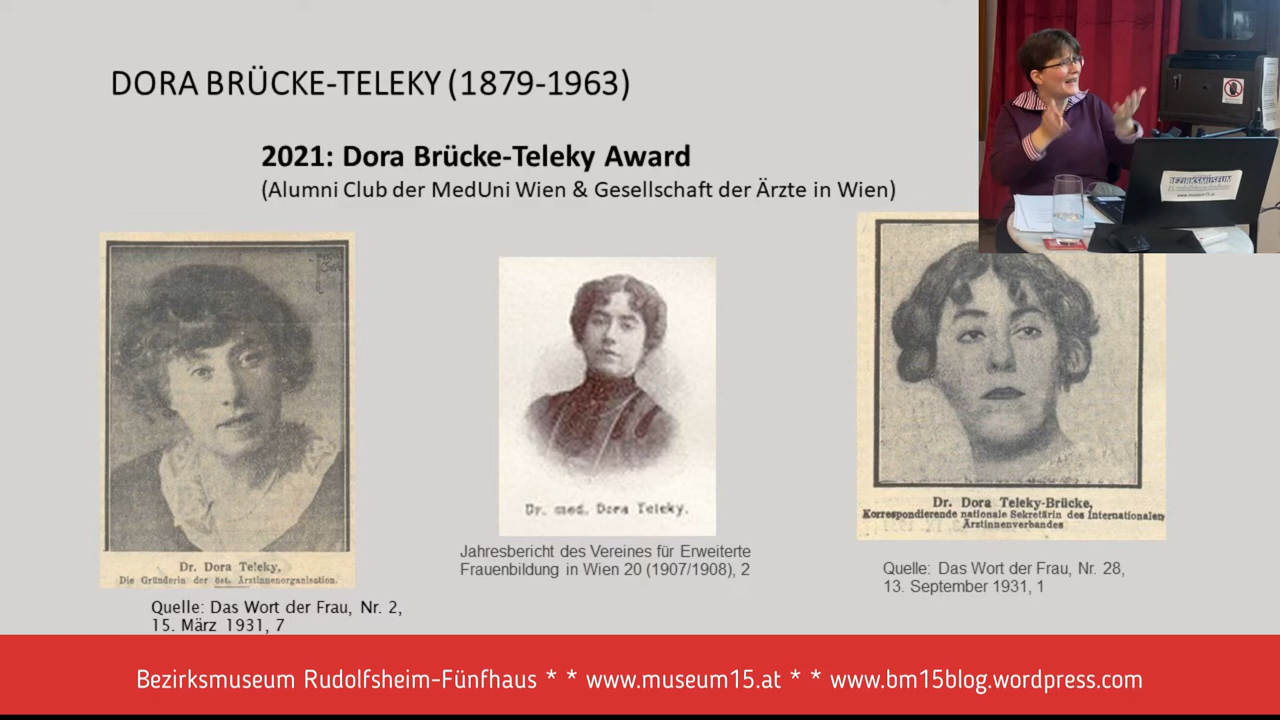 DORA BRÜCKE-TELEKY (1879-1963)
2021: Dora Brücke-Teleky Award
(Alumni Club der MedUni Wien & Gesellschaft der Ärzte in Wien)
BEZIRKSMUSEUM
www.museum15.at
Dr. Dora Teleky,
Die Gründerin der öst. Ärztinnenorganisation.
Quelle: Das Wort der Frau, Nr. 2,
15. März 1931, 7
Dr. med. Dora Teleky.
Jahresbericht des Vereines für Erweiterte
Frauenbildung in Wien 20 (1907/1908), 2
Dr. Dora Teleky-Brücke,
Korrespondierende nationale Sekretärin des Internationalen
Ärztinnenverbandes
Quelle: Das Wort der Frau, Nr. 28,
13. September 1931, 1
Bezirksmuseum Rudolfsheim-Fünfhaus * * www.museum15.at * * www.bm15blog.wordpress.com